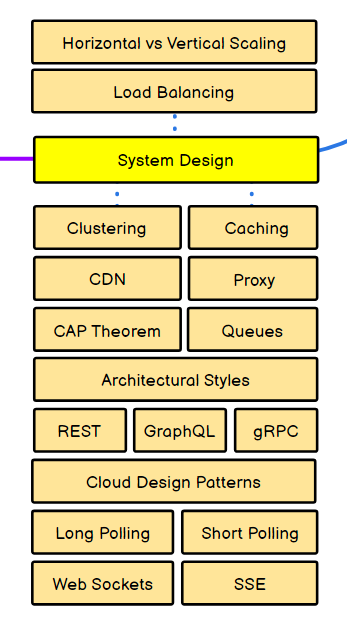 Horizontal vs Vertical Scaling
Load Balancing
System Design
Clustering
Caching
CDN
Proxy
CAP Theorem
Queues
Architectural Styles
REST
GraphQL
gRPC
Cloud Design Patterns
Long Polling
Short Polling
Web Sockets
SSE